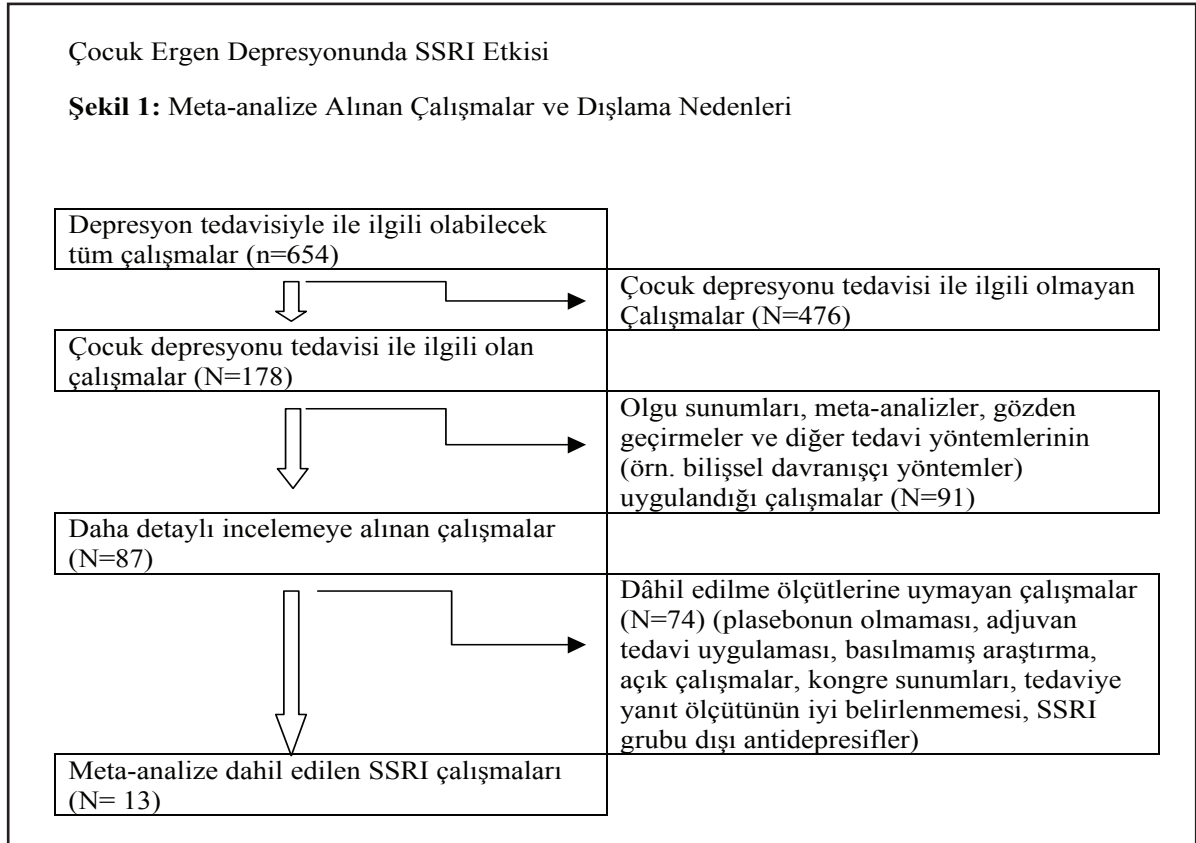 Çocuk Ergen Depresyonunda SSRI Etkisi
Şekil 1: Meta-analize Alınan Çalışmalar ve Dışlama Nedenleri
Depresyon tedavisiyle ile ilgili olabilecek
tüm çalışmalar (n=654)
Çocuk depresyonu tedavisi ile ilgili olmayan
Çalışmalar (N=476)
Çocuk depresyonu tedavisi ile ilgili olan
çalışmalar (N=178)
Olgu sunumları, meta-analizler, gözden
geçirmeler ve diğer tedavi yöntemlerinin
(örn. bilişsel davranışçı yöntemler)
uygulandığı çalışmalar (N=91)
Daha detaylı incelemeye alınan çalışmalar
(N=87)
Dâhil edilme ölçütlerine uymayan çalışmalar
(N=74) (plasebonun olmaması, adjuvan
tedavi uygulaması, basılmamış araştırma,
açık çalışmalar, kongre sunumları, tedaviye
yanıt ölçütünün iyi belirlenmemesi, SSRI
grubu dışı antidepresifler)
Meta-analize dahil edilen SSRI çalışmaları
(N= 13)